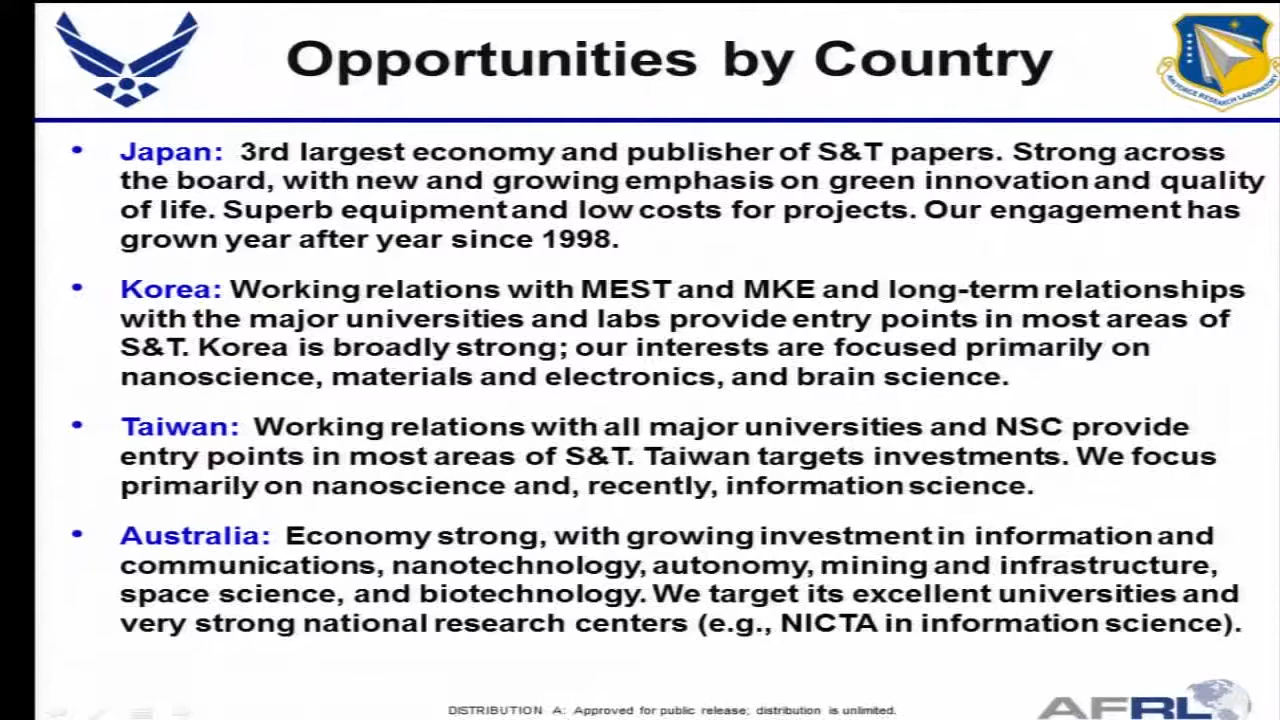 Opportunities by Country
AIR FORCE RESEARCH LABORATORY
• Japan: 3rd largest economy and publisher of S&T papers. Strong across
the board, with new and growing emphasis on green innovation and quality
of life. Superb equipment and low costs for projects. Our engagement has
grown year after year since 1998.
• Korea: Working relations with MEST and MKE and long-term relationships
with the major universities and labs provide entry points in most areas of
S&T. Korea is broadly strong; our interests are focused primarily on
nanoscience, materials and electronics, and brain science.
• Taiwan: Working relations with all major universities and NSC provide
entry points in most areas of S&T. Taiwan targets investments. We focus
primarily on nanoscience and, recently, information science.
• Australia: Economy strong, with growing investment in information and
communications, nanotechnology, autonomy, mining and infrastructure,
space science, and biotechnology. We target its excellent universities and
very strong national research centers (e.g., NICTA in information science).
DISTRIBUTION A: Approved for public release; distribution is unlimited.
AFRL